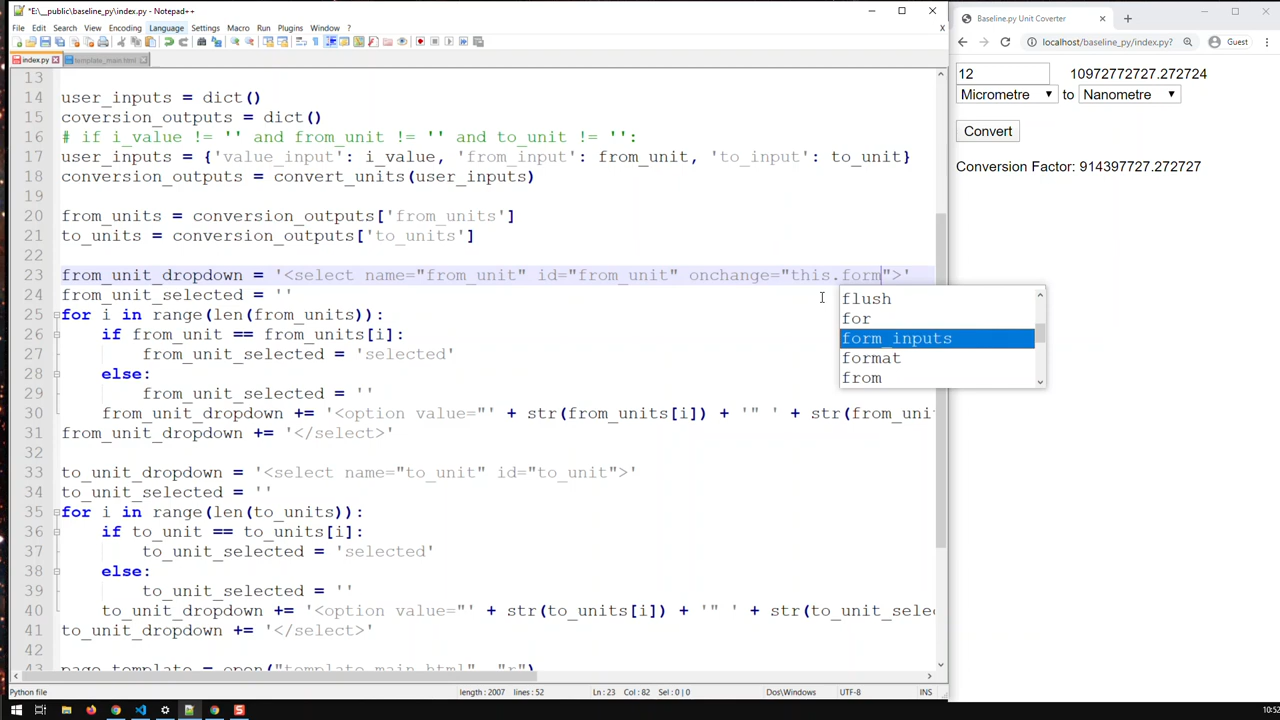 *E:\__public\baseline_py\index.py - Notepad++
File Edit Search View Encoding Language Settings Macro Run Plugins Window ?
X
index.py template_main.html
13
14 user_inputs = dict()
15 coversion_outputs = dict()
16 # if i_value != '' and from_unit != '' and to_unit != '':
17 user_inputs = {'value_input': i_value, 'from_input': from_unit, 'to_input': to_unit}
18 conversion_outputs = convert_units(user_inputs)
19
20 from_units = conversion_outputs['from_units']
21 to_units = conversion_outputs['to_units']
22
23 from_unit_dropdown = '<select name="from_unit" id="from_unit" onchange="this.form">'
24 from_unit_selected = ''
25 for i in range(len(from_units)):
26 if from_unit == from_units[i]:
27 from_unit_selected = 'selected'
28 else:
29 from_unit_selected = ''
30 from_unit_dropdown += '<option value="' + str(from_units[i]) + '" ' + str(from_uni
31 from_unit_dropdown += '</select>'
32
33 to_unit_dropdown = '<select name="to_unit" id="to_unit">'
34 to_unit_selected = ''
35 for i in range(len(to_units)):
36 if to_unit == to_units[i]:
37 to_unit_selected = 'selected'
38 else:
39 to_unit_selected = ''
40 to_unit_dropdown += '<option value="' + str(to_units[i]) + '" ' + str(to_unit_sele
41 to_unit_dropdown += '</select>'
42
43 page_template = open("template_main.html", "r")
flush
for
form_inputs
format
from
Python file length : 2007 lines : 52 Ln : 23 Col : 82 Sel : 0 | 0 Dos\Windows UTF-8 INS
Baseline.py Unit Coverter
localhost/baseline_py/index.py? Guest
12 10972772727.272724
Micrometre to Nanometre
Convert
Conversion Factor: 914397727.272727
10:52